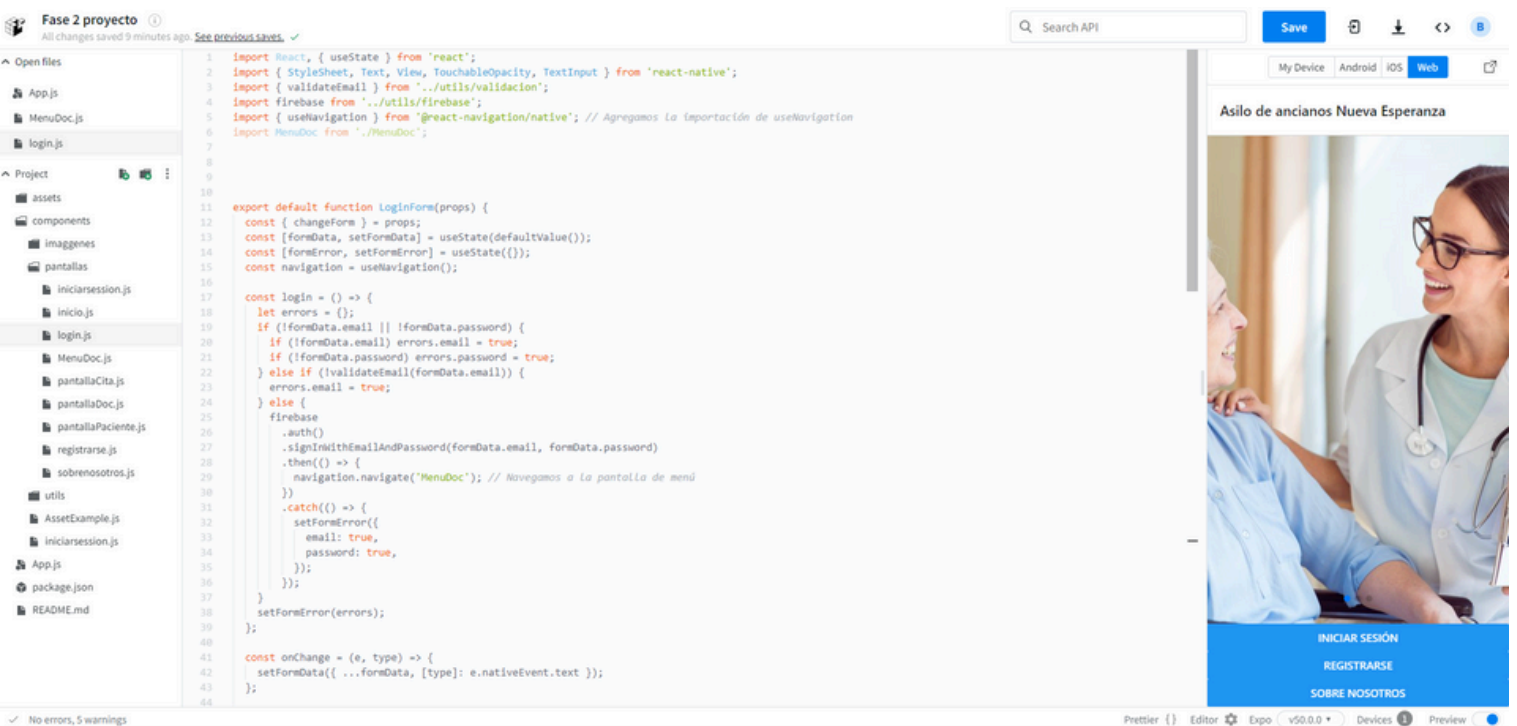 Fase 2 proyecto
All changes saved 9 minutes ago. See previous saves.
Search API
Save
B
Open files
App.js
MenuDoc.js
login.js
Project
assets
components
imaggenes
pantallas
iniciarsession.js
inicio.js
login.js
MenuDoc.js
pantallaCita.js
pantallaDoc.js
pantallaPaciente.js
registrarse.js
sobrenosotros.js
utils
AssetExample.js
iniciarsession.js
App.js
package.json
README.md
1 import React, { useState } from 'react';
2 import { StyleSheet, Text, View, TouchableOpacity, TextInput } from 'react-native';
3 import { validateEmail } from '../utils/validacion';
4 import firebase from '../utils/firebase';
5 import { useNavigation } from '@react-navigation/native'; // Agregamos la importación de useNavigation
6 import MenuDoc from './MenuDoc';
7
8
9
10
11 export default function LoginForm(props) {
12 const { changeForm } = props;
13 const [formData, setFormData] = useState(defaultValue());
14 const [formError, setFormError] = useState({});
15 const navigation = useNavigation();
16
17 const login = () => {
18 let errors = {};
19 if (!formData.email || !formData.password) {
20 if (!formData.email) errors.email = true;
21 if (!formData.password) errors.password = true;
22 } else if (!validateEmail(formData.email)) {
23 errors.email = true;
24 } else {
25 firebase
26 .auth()
27 .signInWithEmailAndPassword(formData.email, formData.password)
28 .then(() => {
29 navigation.navigate('MenuDoc'); // Navegamos a la pantalla de menú
30 })
31 .catch(() => {
32 setFormError({
33 email: true,
34 password: true,
35 });
36 });
37 }
38 setFormError(errors);
39 };
40
41 const onChange = (e, type) => {
42 setFormData({ ...formData, [type]: e.nativeEvent.text });
43 };
44
My Device Android iOS Web
Asilo de ancianos Nueva Esperanza
INICIAR SESIÓN
REGISTRARSE
SOBRE NOSOTROS
No errors, 5 warnings
Prettier { } Editor Expo v50.0.0 Devices 1 Preview